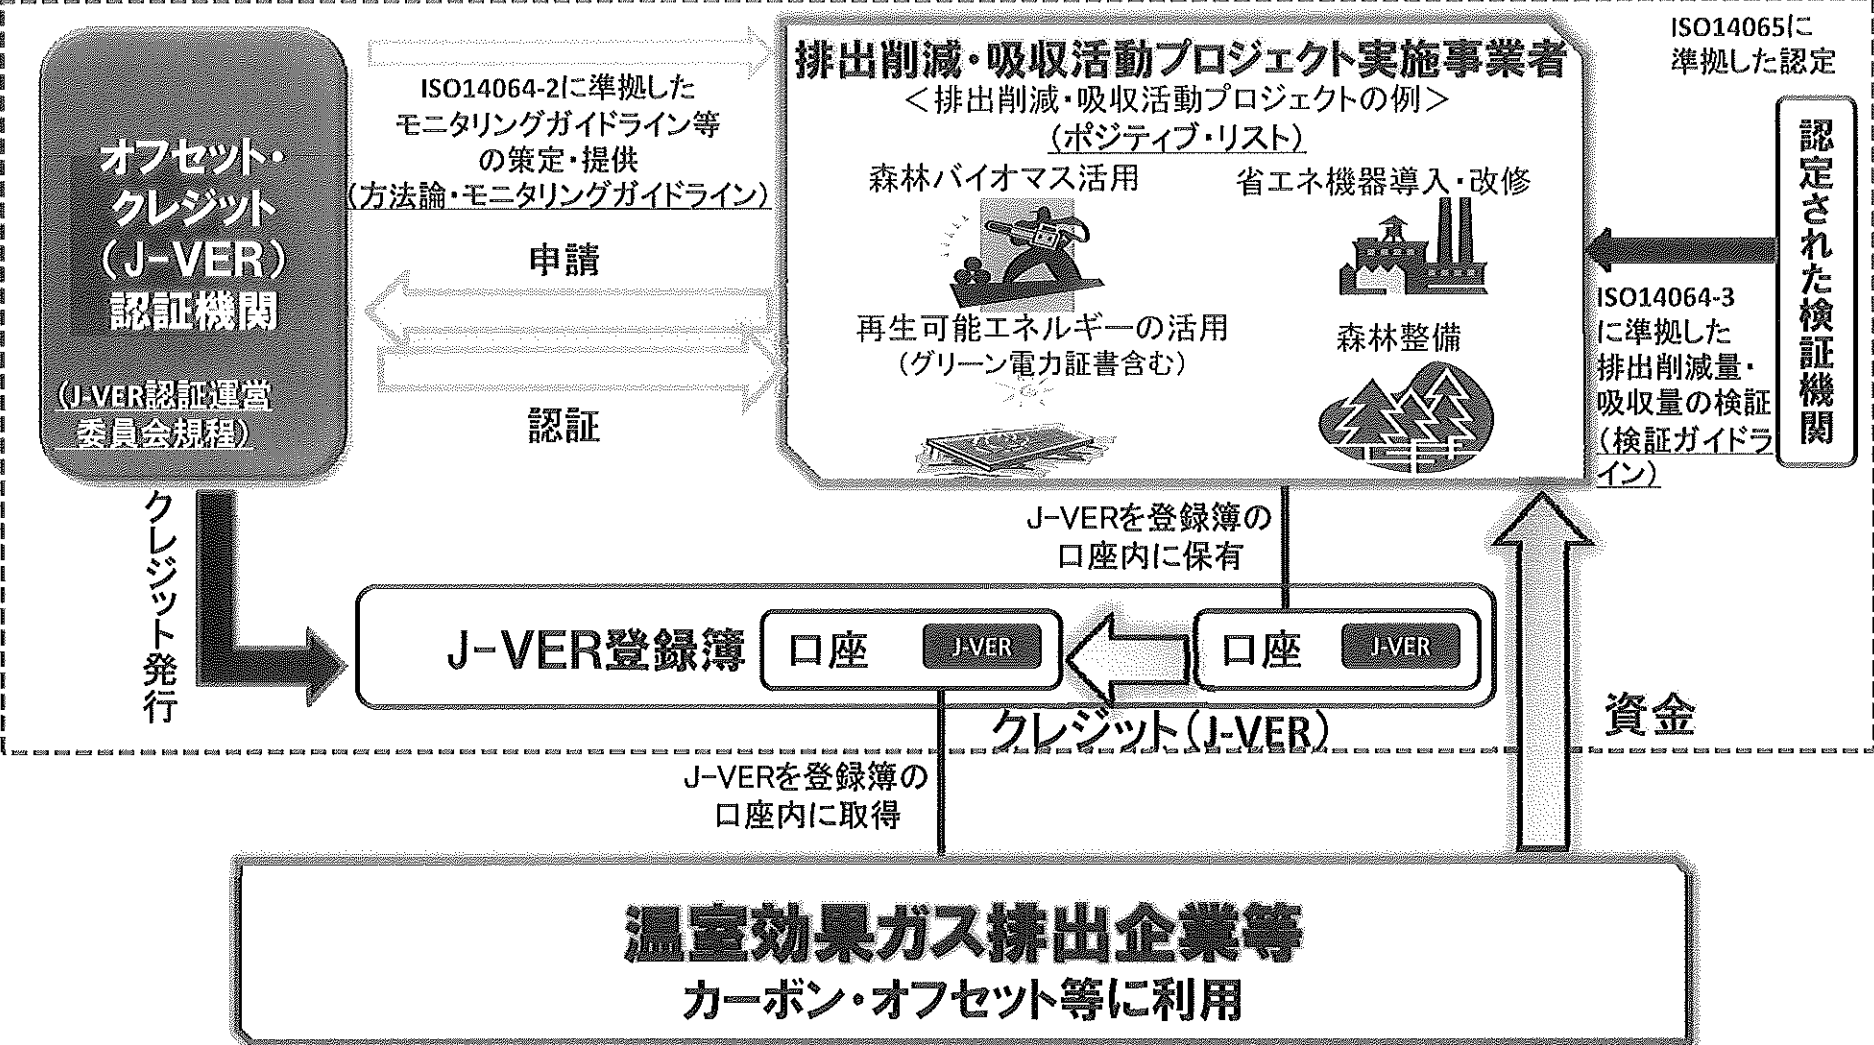 オフセット・
クレジット
(J-VER)
認証機関
(J-VER認証運営
委員会規程)
ISO14064-2に準拠した
モニタリングガイドライン等
の策定・提供
(方法論・モニタリングガイドライン)
申請
認証
排出削減・吸収活動プロジェクト実施事業者
＜排出削減・吸収活動プロジェクトの例＞
(ポジティブ・リスト)
森林バイオマス活用
省エネ機器導入・改修
再生可能エネルギーの活用
(グリーン電力証書含む)
森林整備
ISO14065に
準拠した認定
認定された検証機関
ISO14064-3
に準拠した
排出削減量・
吸収量の検証
(検証ガイドラ
イン)
クレジット発行
J-VERを登録簿の
口座内に保有
J-VER登録簿
口座
J-VER
口座
J-VER
クレジット(J-VER)
資金
J-VERを登録簿の
口座内に取得
温室効果ガス排出企業等
カーボン・オフセット等に利用